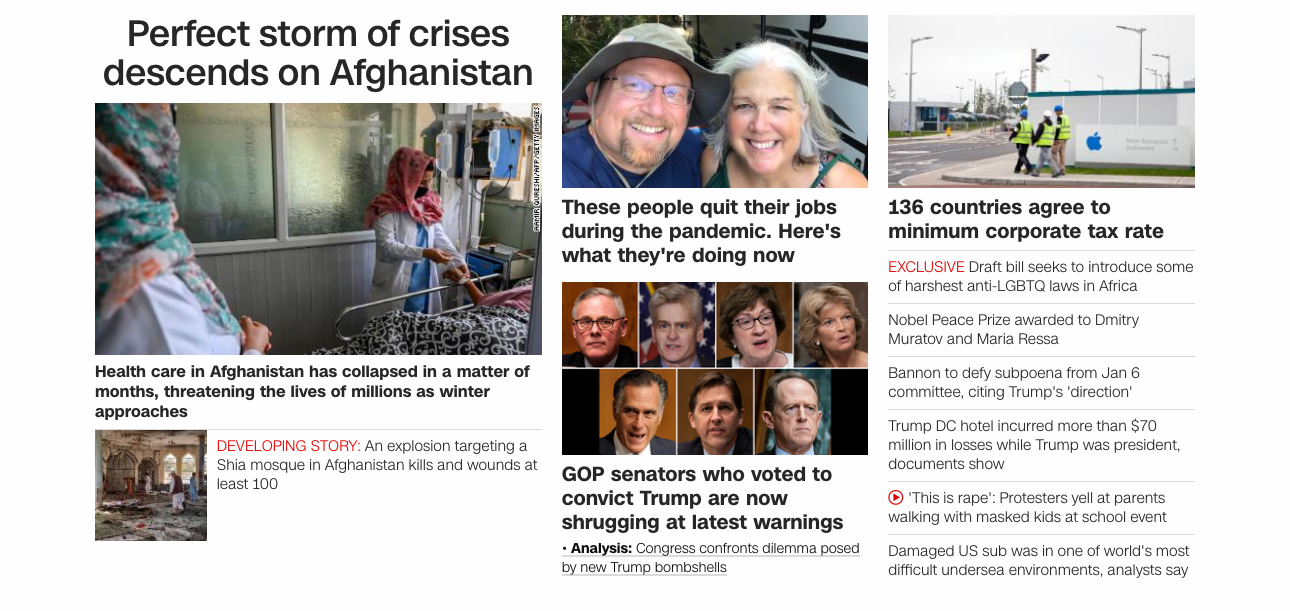 Perfect storm of crises
descends on Afghanistan
AAMIR QURESHI/AFP/GETTY IMAGES
Health care in Afghanistan has collapsed in a matter of
months, threatening the lives of millions as winter
approaches
DEVELOPING STORY: An explosion targeting a
Shia mosque in Afghanistan kills and wounds at
least 100
These people quit their jobs
during the pandemic. Here's
what they're doing now
GOP senators who voted to
convict Trump are now
shrugging at latest warnings
• Analysis: Congress confronts dilemma posed
by new Trump bombshells
Main Entrance
Deliveries
136 countries agree to
minimum corporate tax rate
EXCLUSIVE Draft bill seeks to introduce some
of harshest anti-LGBTQ laws in Africa
Nobel Peace Prize awarded to Dmitry
Muratov and Maria Ressa
Bannon to defy subpoena from Jan 6
committee, citing Trump's 'direction'
Trump DC hotel incurred more than $70
million in losses while Trump was president,
documents show
'This is rape': Protesters yell at parents
walking with masked kids at school event
Damaged US sub was in one of world's most
difficult undersea environments, analysts say